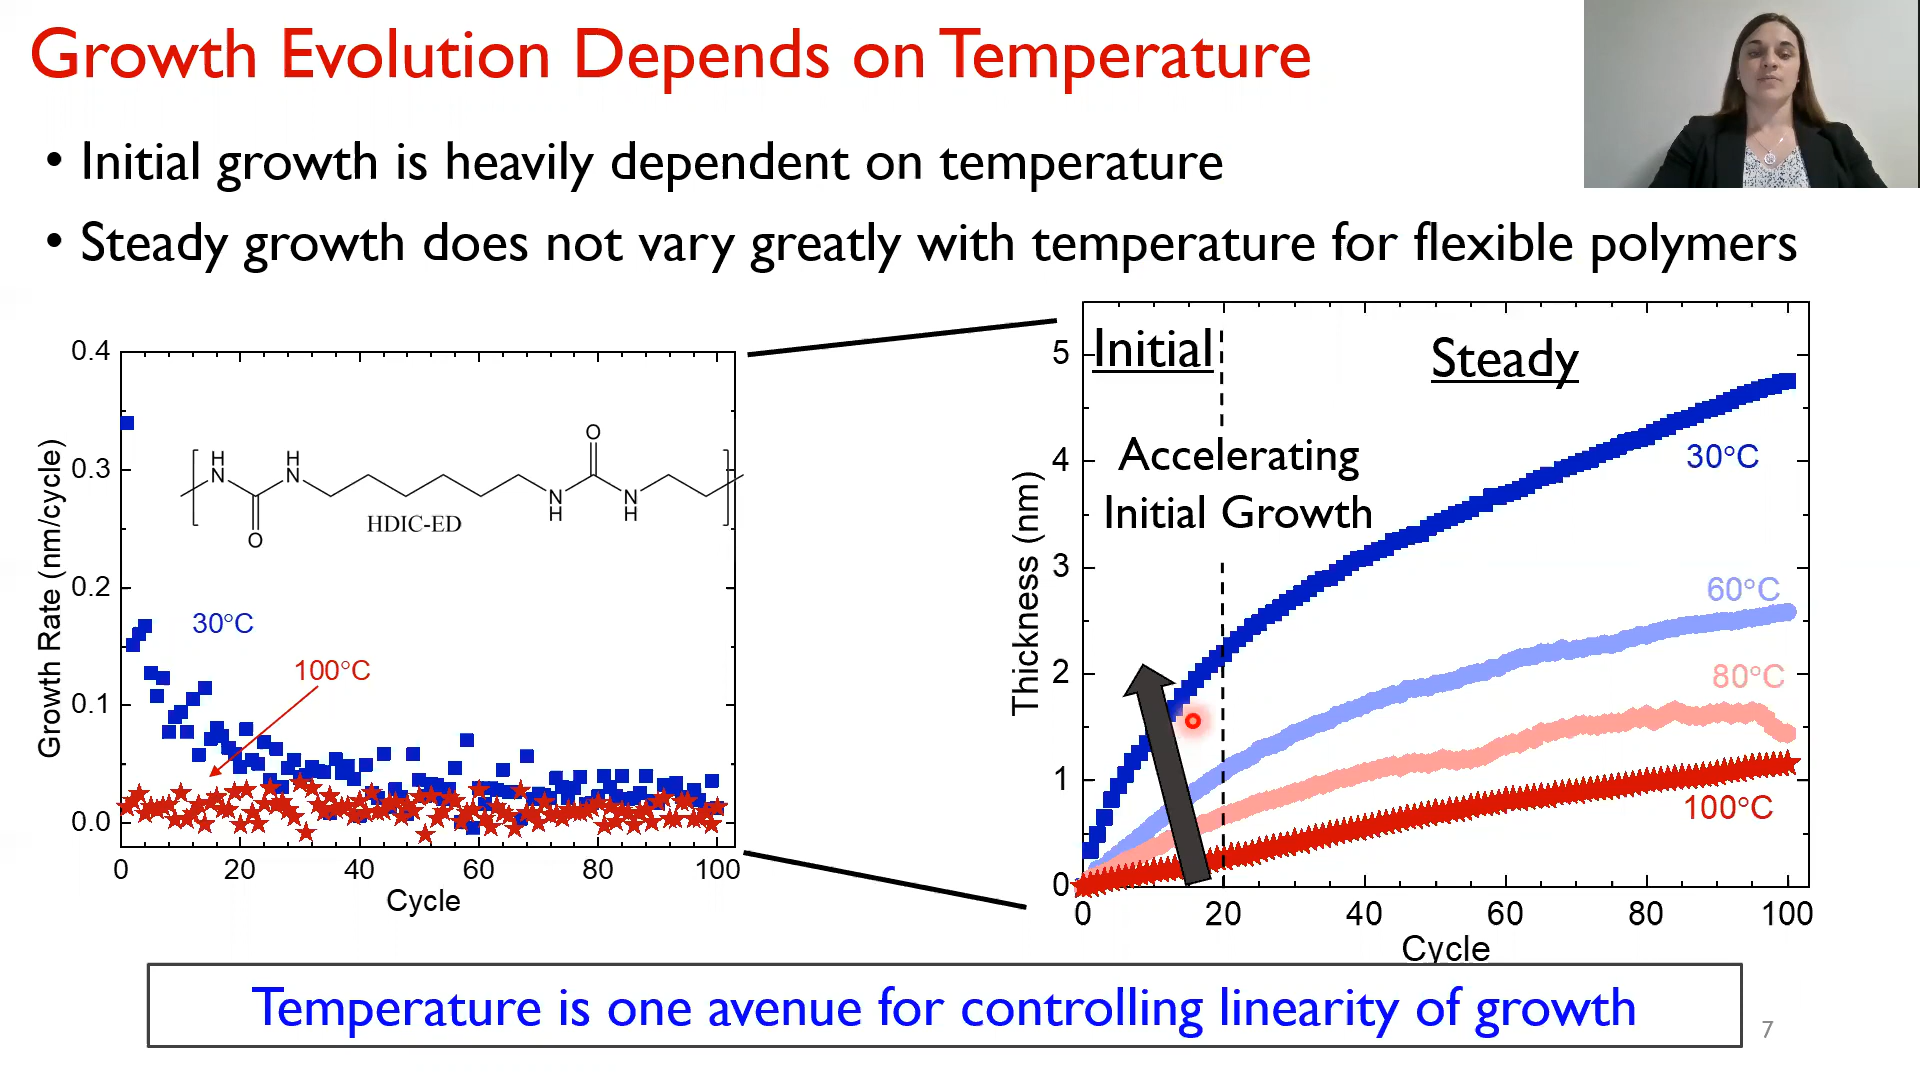 Growth Evolution Depends on Temperature
• Initial growth is heavily dependent on temperature
• Steady growth does not vary greatly with temperature for flexible polymers
0.4
0.3
0.2
0.1
0.0
Growth Rate (nm/cycle)
H
N
O
H
N
HDIC-ED
N
H
O
N
H
30°C
100°C
0 20 40 60 80 100
Cycle
5
4
3
2
1
0
Thickness (nm)
Initial
Steady
Accelerating
Initial Growth
30°C
60°C
80°C
100°C
0 20 40 60 80 100
Cycle
Temperature is one avenue for controlling linearity of growth
7